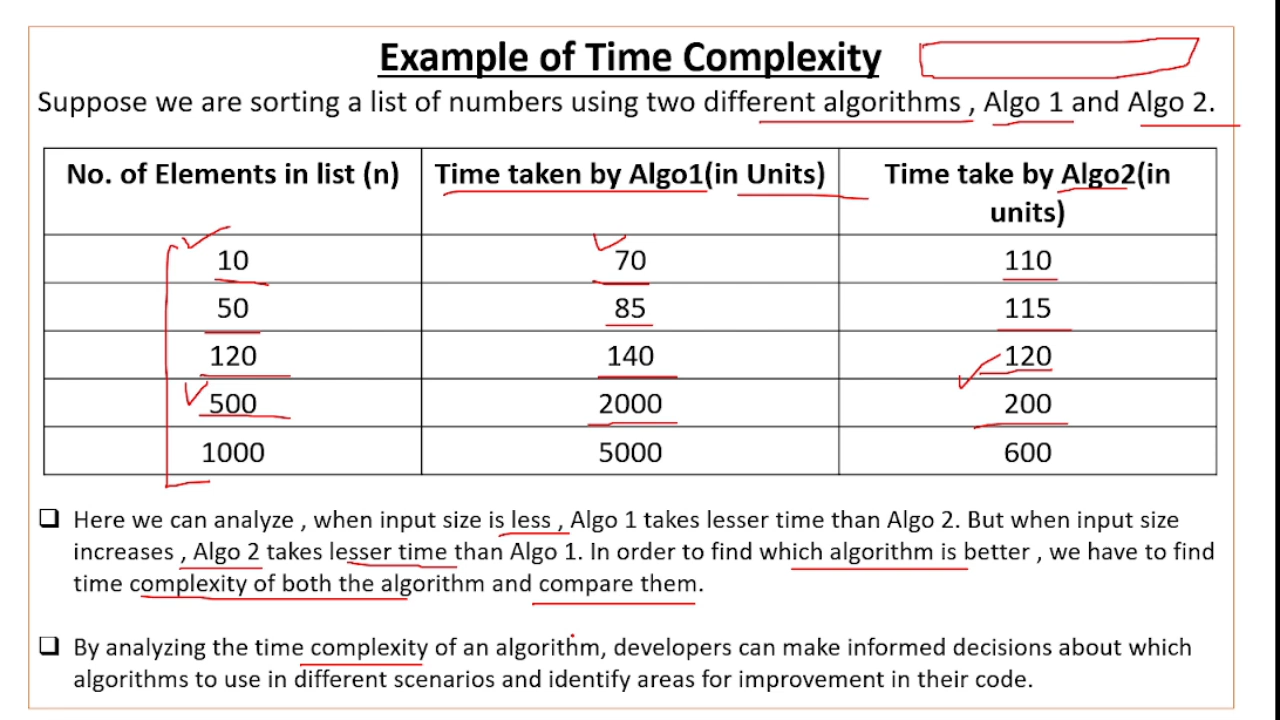 Example of Time Complexity
Suppose we are sorting a list of numbers using two different algorithms , Algo 1 and Algo 2.
No. of Elements in list (n) Time taken by Algo1(in Units) Time take by Algo2(in
units)
10 70 110
50 85 115
120 140 120
500 2000 200
1000 5000 600
❑ Here we can analyze , when input size is less , Algo 1 takes lesser time than Algo 2. But when input size
increases , Algo 2 takes lesser time than Algo 1. In order to find which algorithm is better , we have to find
time complexity of both the algorithm and compare them.
❑ By analyzing the time complexity of an algorithm, developers can make informed decisions about which
algorithms to use in different scenarios and identify areas for improvement in their code.